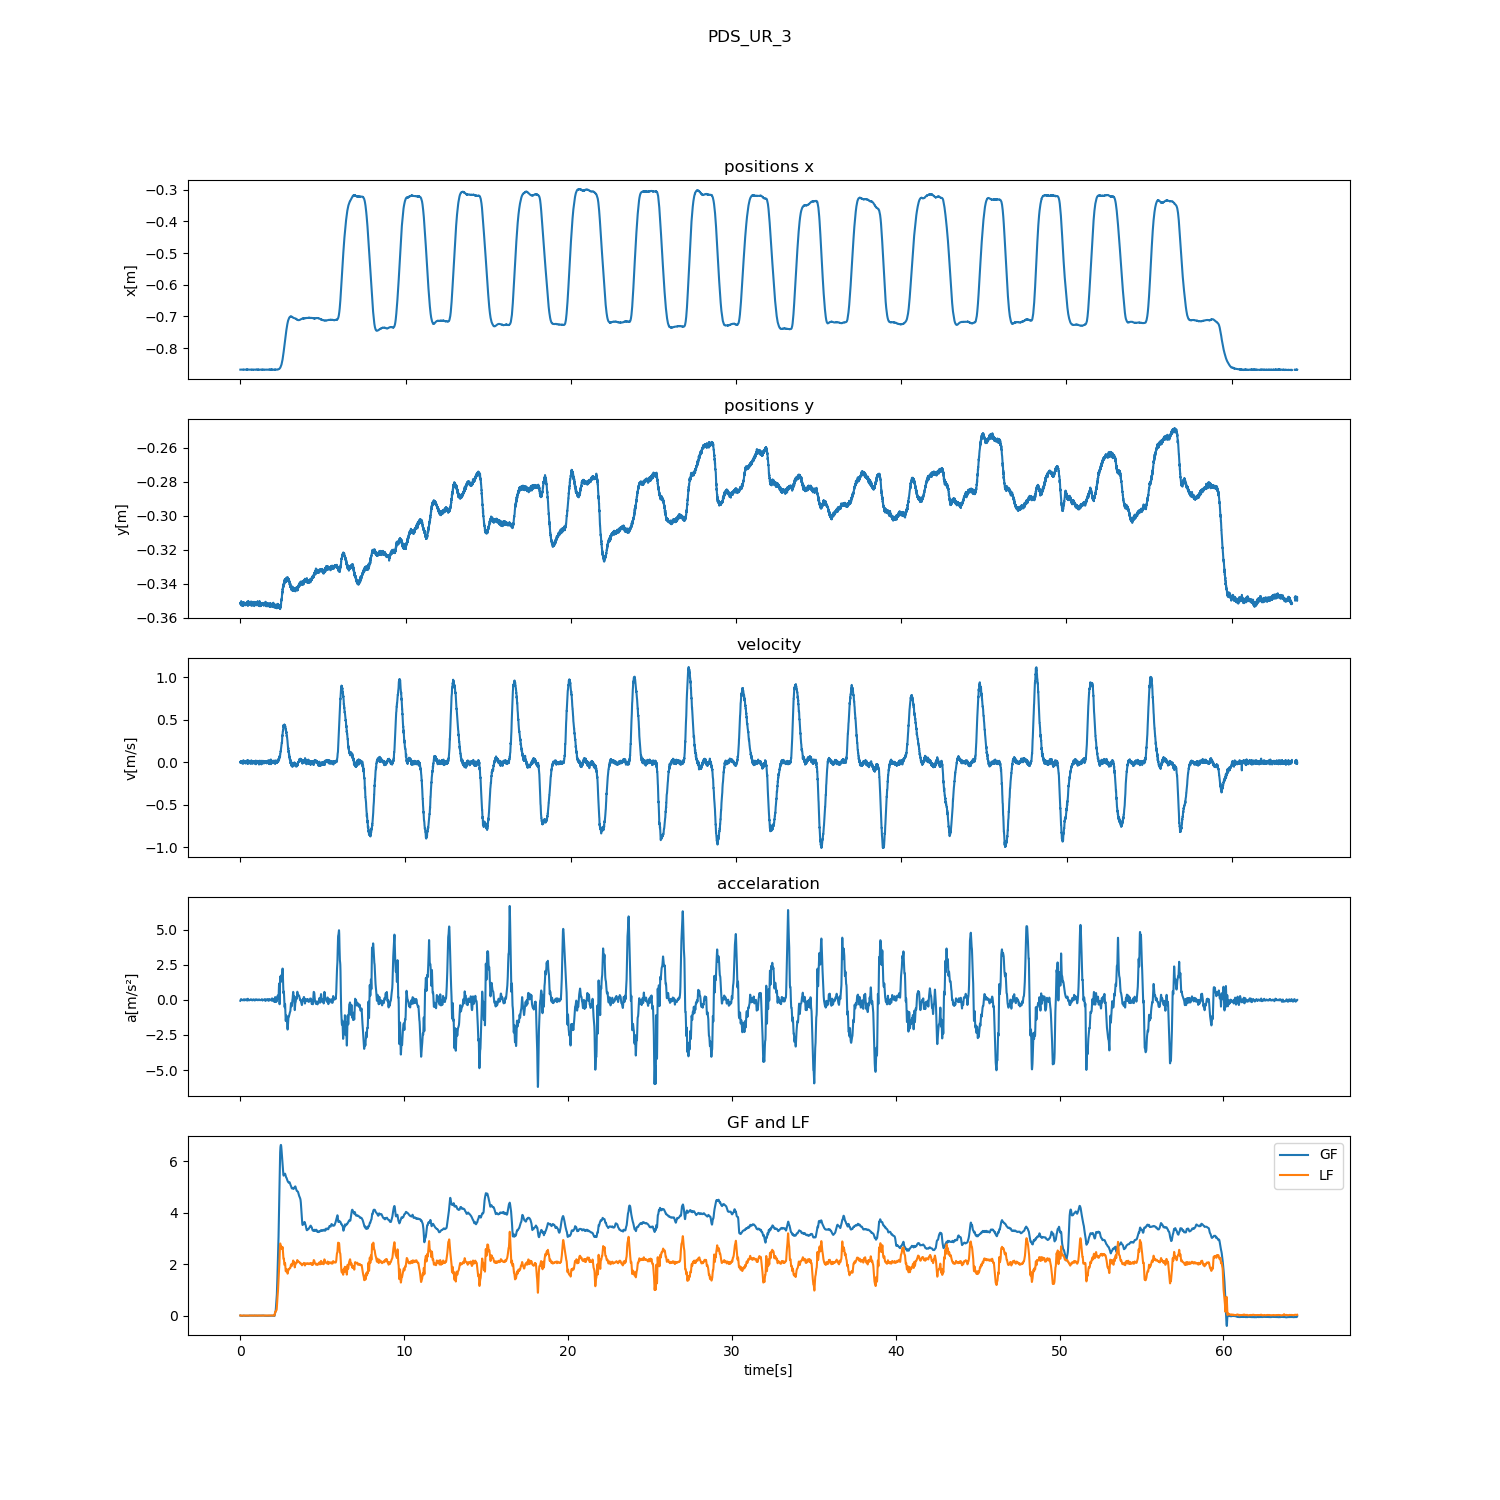 PDS_UR_3
positions x
−0.3
−0.4
−0.5
−0.6
−0.7
−0.8
x[m]
positions y
−0.26
−0.28
−0.30
−0.32
−0.34
−0.36
y[m]
velocity
1.0
0.5
0.0
−0.5
−1.0
v[m/s]
accelaration
5.0
2.5
0.0
−2.5
−5.0
a[m/s²]
GF and LF
6
4
2
0
GF
LF
0 10 20 30 40 50 60
time[s]